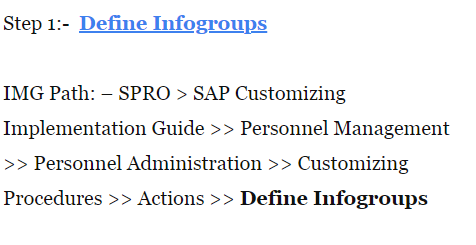 Step 1:- Define Infogroups
IMG Path: – SPRO > SAP Customizing
Implementation Guide >> Personnel Management
>> Personnel Administration >> Customizing
Procedures >> Actions >> Define Infogroups